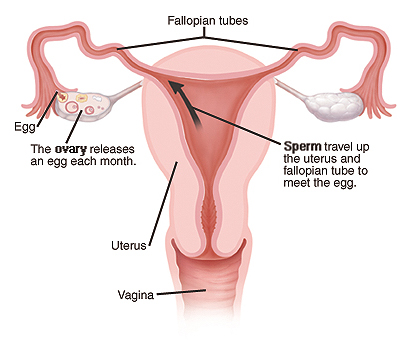 Fallopian tubes
Egg
The ovary releases
an egg each month.
Sperm travel up
the uterus and
fallopian tube to
meet the egg.
Uterus
Vagina